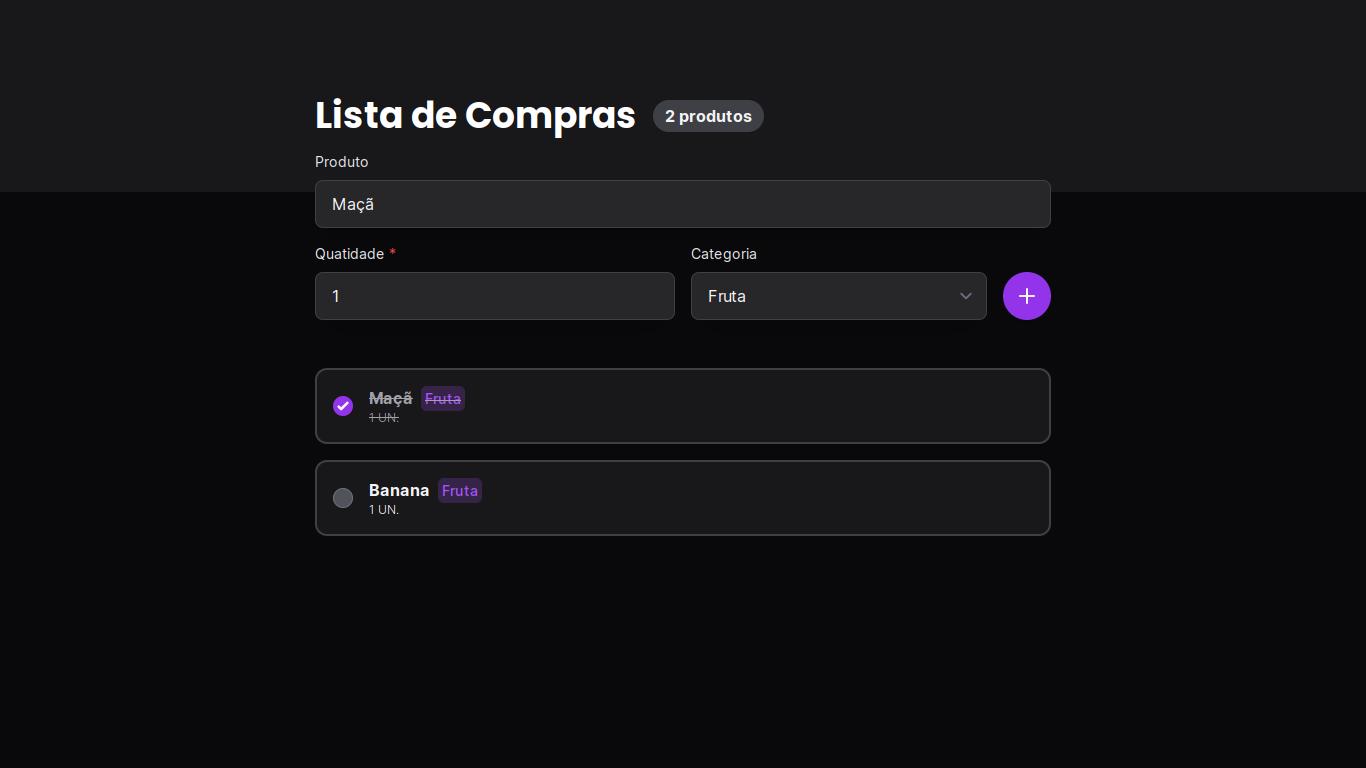 Lista de Compras 2 produtos
Produto
Maçã
Quatidade * Categoria
1 Fruta
Maçã Fruta
1 UN.
Banana Fruta
1 UN.